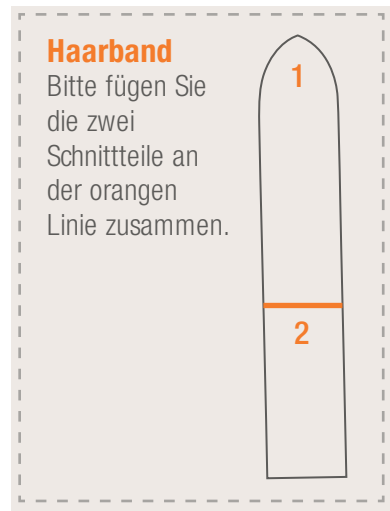 Haarband
Bitte fügen Sie
die zwei
Schnittteile an
der orangen
Linie zusammen.
1
2